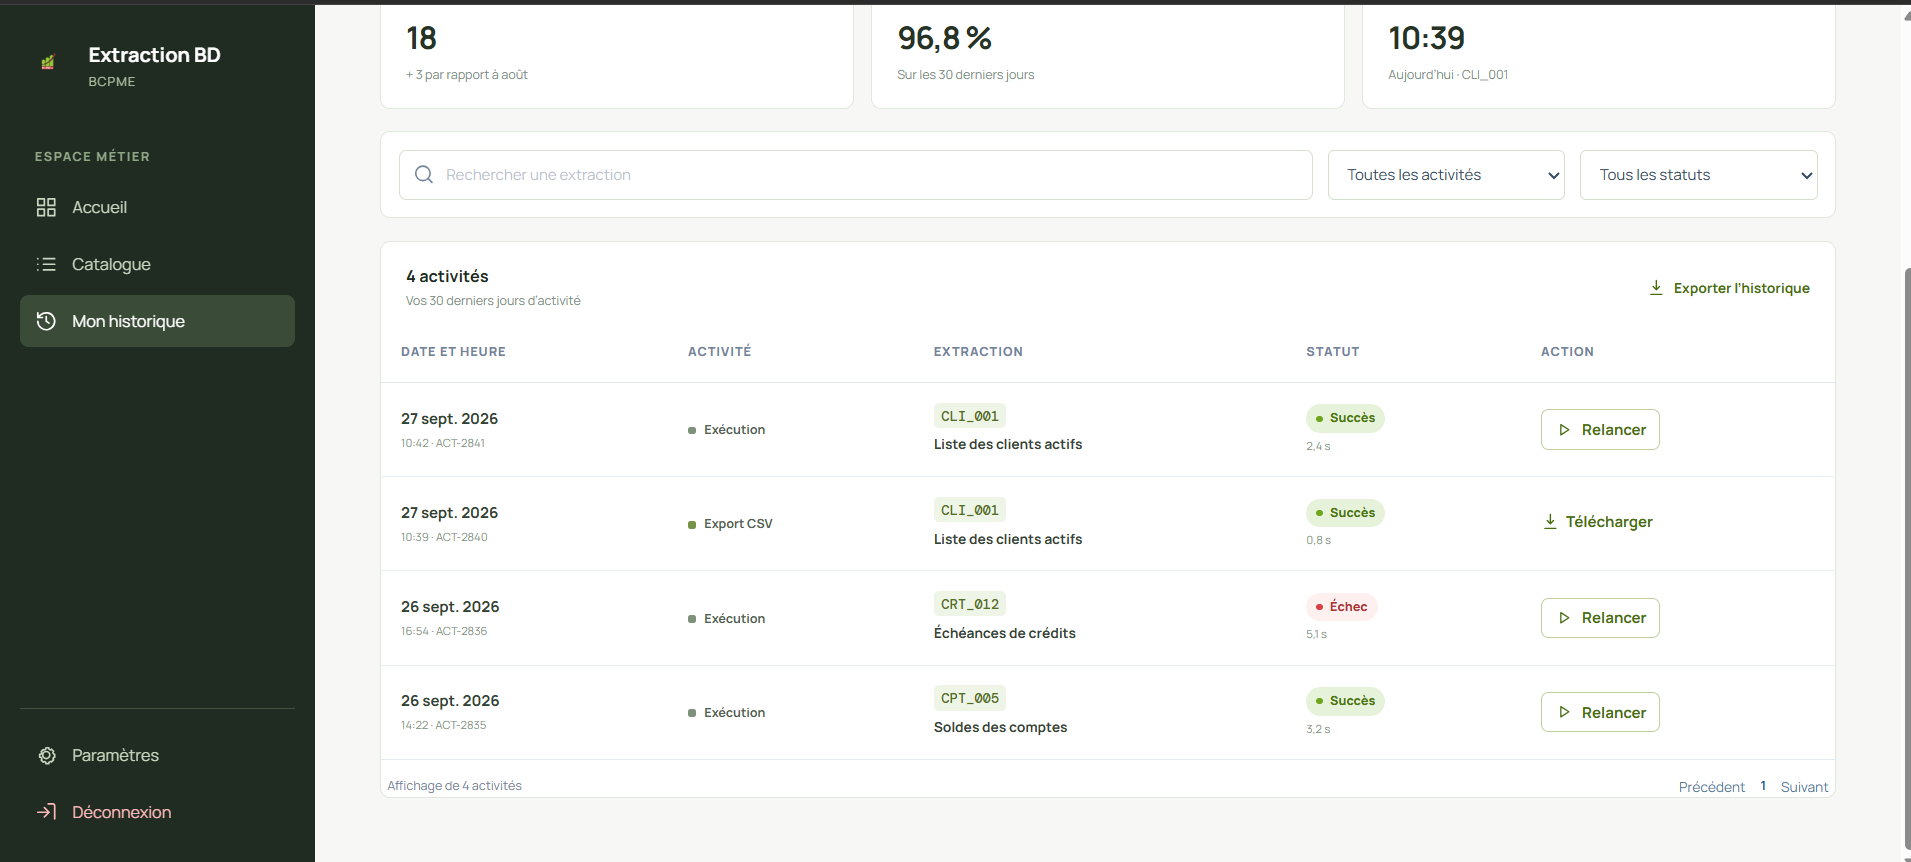 Extraction BD
BCPME
ESPACE MÉTIER
Accueil
Catalogue
Mon historique
Paramètres
Déconnexion
18
+ 3 par rapport à août
96,8 %
Sur les 30 derniers jours
10:39
Aujourd'hui · CLI_001
Rechercher une extraction
Toutes les activités
Tous les statuts
4 activités
Vos 30 derniers jours d'activité
Exporter l'historique
DATE ET HEURE ACTIVITÉ EXTRACTION STATUT ACTION
27 sept. 2026
10:42 · ACT-2841
Exécution
CLI_001
Liste des clients actifs
Succès
2,4 s
Relancer
27 sept. 2026
10:39 · ACT-2840
Export CSV
CLI_001
Liste des clients actifs
Succès
0,8 s
Télécharger
26 sept. 2026
16:54 · ACT-2836
Exécution
CRT_012
Échéances de crédits
Échec
5,1 s
Relancer
26 sept. 2026
14:22 · ACT-2835
Exécution
CPT_005
Soldes des comptes
Succès
3,2 s
Relancer
Affichage de 4 activités
Précédent 1 Suivant